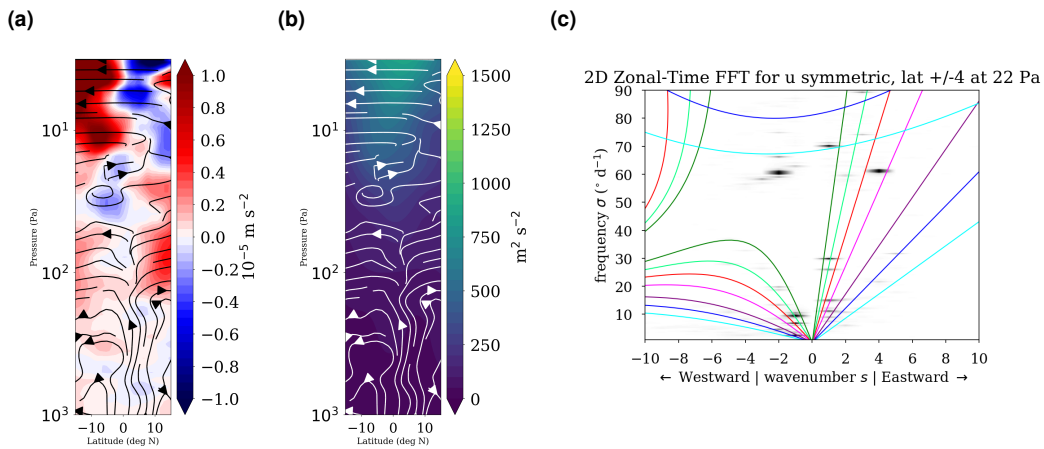 (a)
(b)
(c)
2D Zonal-Time FFT for u symmetric, lat +/-4 at 22 Pa
Pressure (Pa)
10¹
10²
10³
−10 0 10
Latitude (deg N)
1.0
0.8
0.6
0.4
0.2
0.0
−0.2
−0.4
−0.6
−0.8
−1.0
10⁻⁵ m s⁻²
Pressure (Pa)
10¹
10²
10³
−10 0 10
Latitude (deg N)
1500
1250
1000
750
500
250
0
m² s⁻²
frequency σ (° d⁻¹)
90
80
70
60
50
40
30
20
10
−10 −8 −6 −4 −2 0 2 4 6 8 10
← Westward | wavenumber s | Eastward →